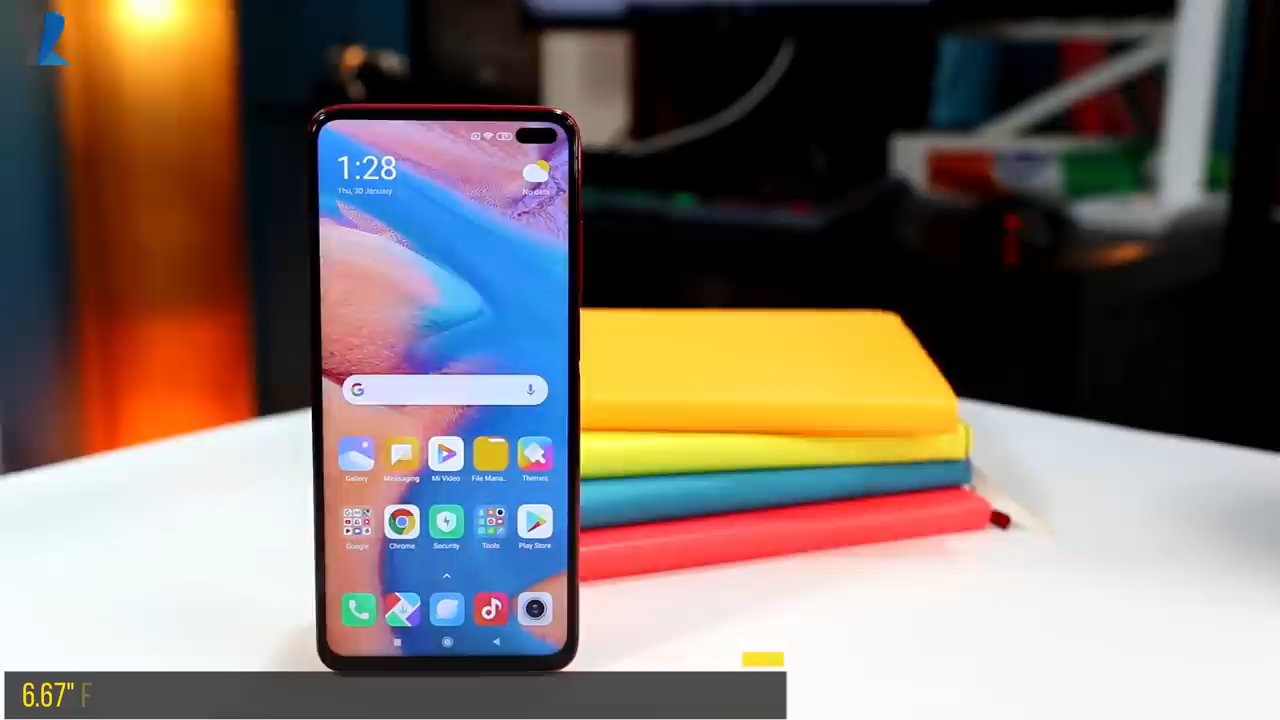 1:28
Thu, 30 January
No data
Gallery
Messaging
Mi Video
File Mana..
Themes
Google
Chrome
Security
Tools
Play Store
6.67" F